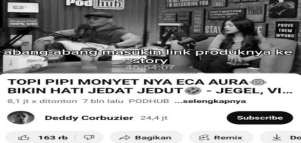 Podhub
abang-abang masukin link produknya ke
story
TOPI PIPI MONYET NYA ECA AURA
BIKIN HATI JEDAT JEDUT - JEGEL, VI...
8,1 jt x ditonton 7 bln lalu PODHUB ...selengkapnya
Deddy Corbuzier 24,4 jt Subscribe
163 rb Bagikan Remix